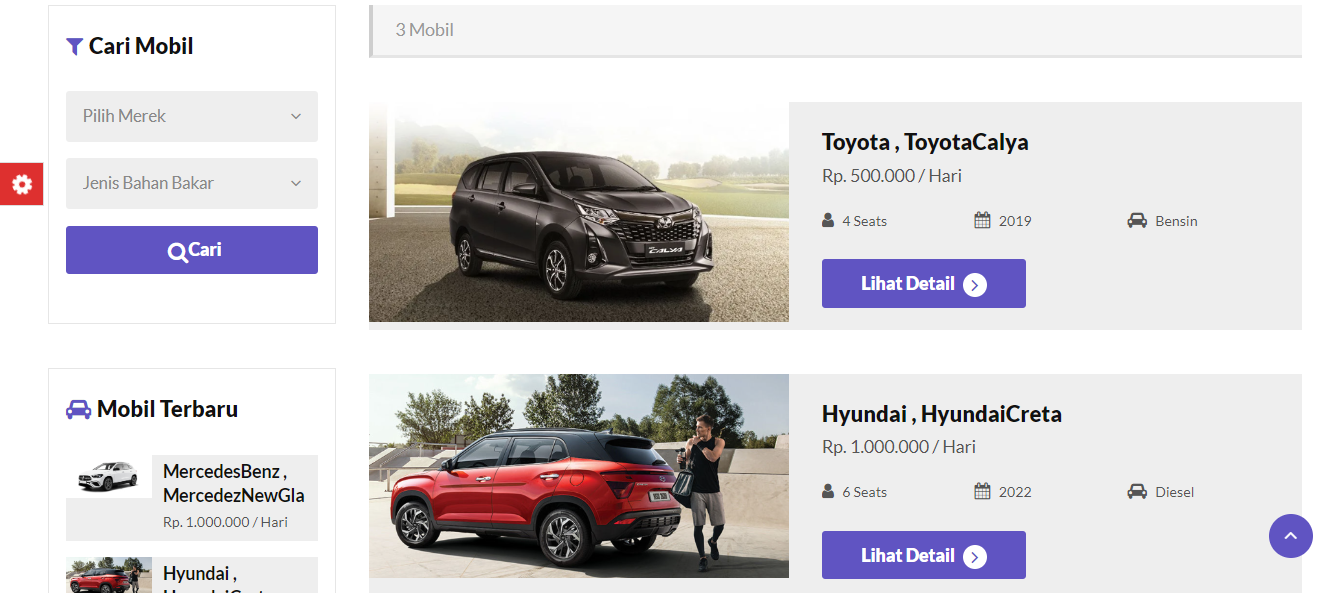 Cari Mobil
Pilih Merek
Jenis Bahan Bakar
Cari
Mobil Terbaru
MercedesBenz ,
MercedezNewGla
Rp. 1.000.000 / Hari
Hyundai ,
3 Mobil
CALYA
Toyota , ToyotaCalya
Rp. 500.000 / Hari
4 Seats
2019
Bensin
Lihat Detail
Hyundai , HyundaiCreta
Rp. 1.000.000 / Hari
6 Seats
2022
Diesel
Lihat Detail